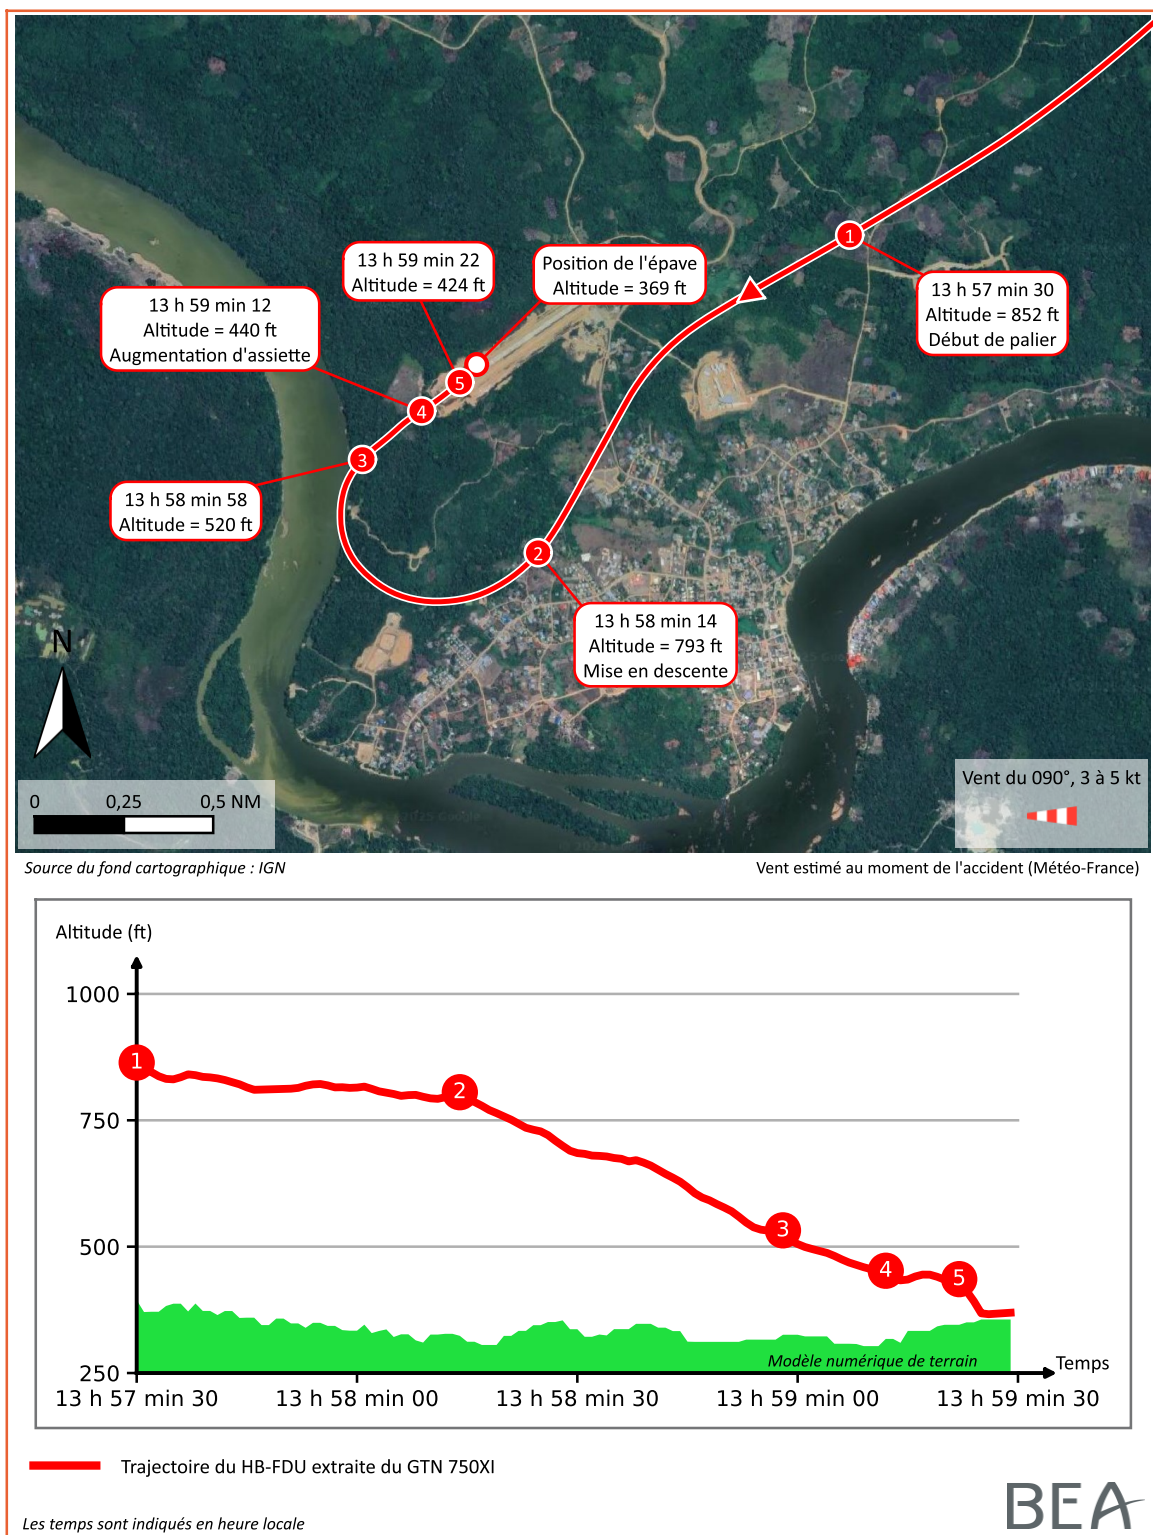 1
13 h 59 min 22
Altitude = 424 ft
Position de l'épave
Altitude = 369 ft
13 h 57 min 30
Altitude = 852 ft
Début de palier
13 h 59 min 12
Altitude = 440 ft
Augmentation d'assiette
5
4
3
13 h 58 min 58
Altitude = 520 ft
2
13 h 58 min 14
Altitude = 793 ft
Mise en descente
N
0 0,25 0,5 NM
Vent du 090°, 3 à 5 kt
Source du fond cartographique : IGN
Vent estimé au moment de l'accident (Météo-France)
Altitude (ft)
1000
750
500
250
1
2
3
4
5
Modèle numérique de terrain
Temps
13 h 57 min 30
13 h 58 min 00
13 h 58 min 30
13 h 59 min 00
13 h 59 min 30
Trajectoire du HB-FDU extraite du GTN 750XI
Les temps sont indiqués en heure locale
BEA